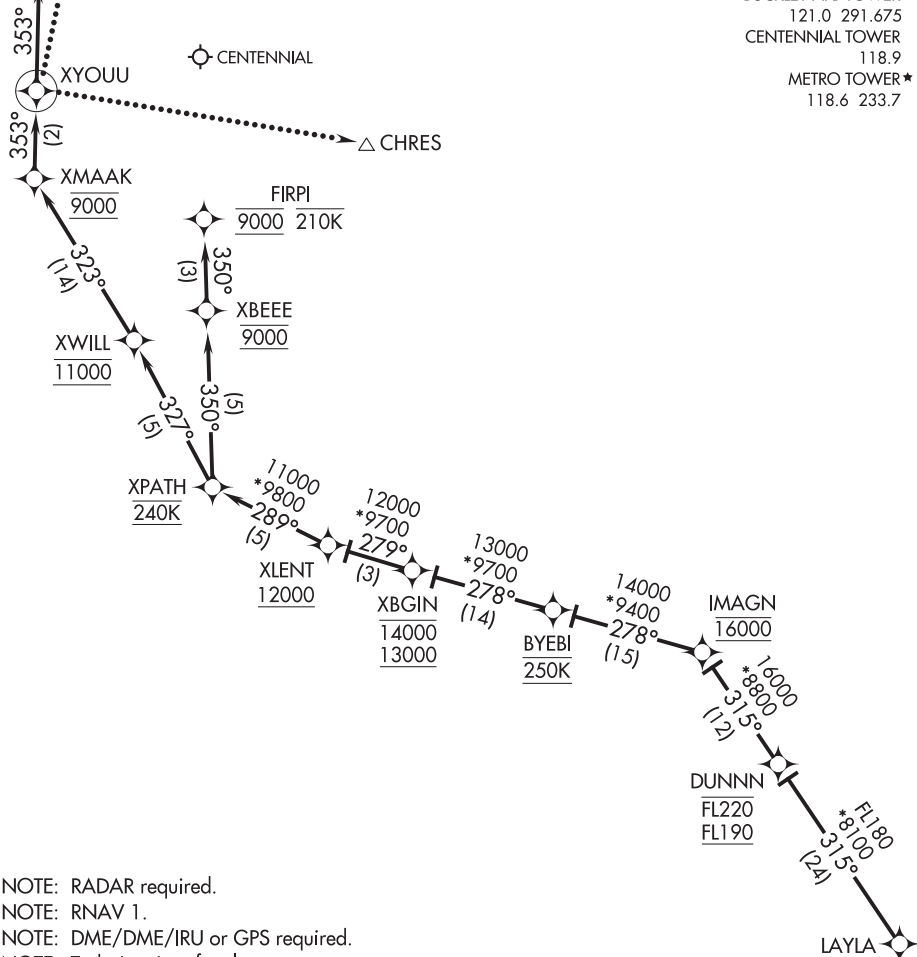 121.0 291.675
CENTENNIAL TOWER
118.9
METRO TOWER★
118.6 233.7
353°
CENTENNIAL
XYOUU
353°
(2)
CHRES
XMAAK
9000
FIRPI
9000 210K
323°
(14)
350°
(3)
XBEEE
9000
XWILL
11000
327°
(5)
350°
(5)
XPATH
240K
11000
*9800
289°
(5)
XLENT
12000
12000
*9700
279°
(3)
XBGIN
14000
13000
13000
*9700
278°
(14)
BYEBI
250K
14000
*9400
278°
(15)
IMAGN
16000
16000
*8800
315°
(12)
DUNNN
FL220
FL190
FL180
*8100
315°
(24)
LAYLA
NOTE: RADAR required.
NOTE: RNAV 1.
NOTE: DME/DME/IRU or GPS required.